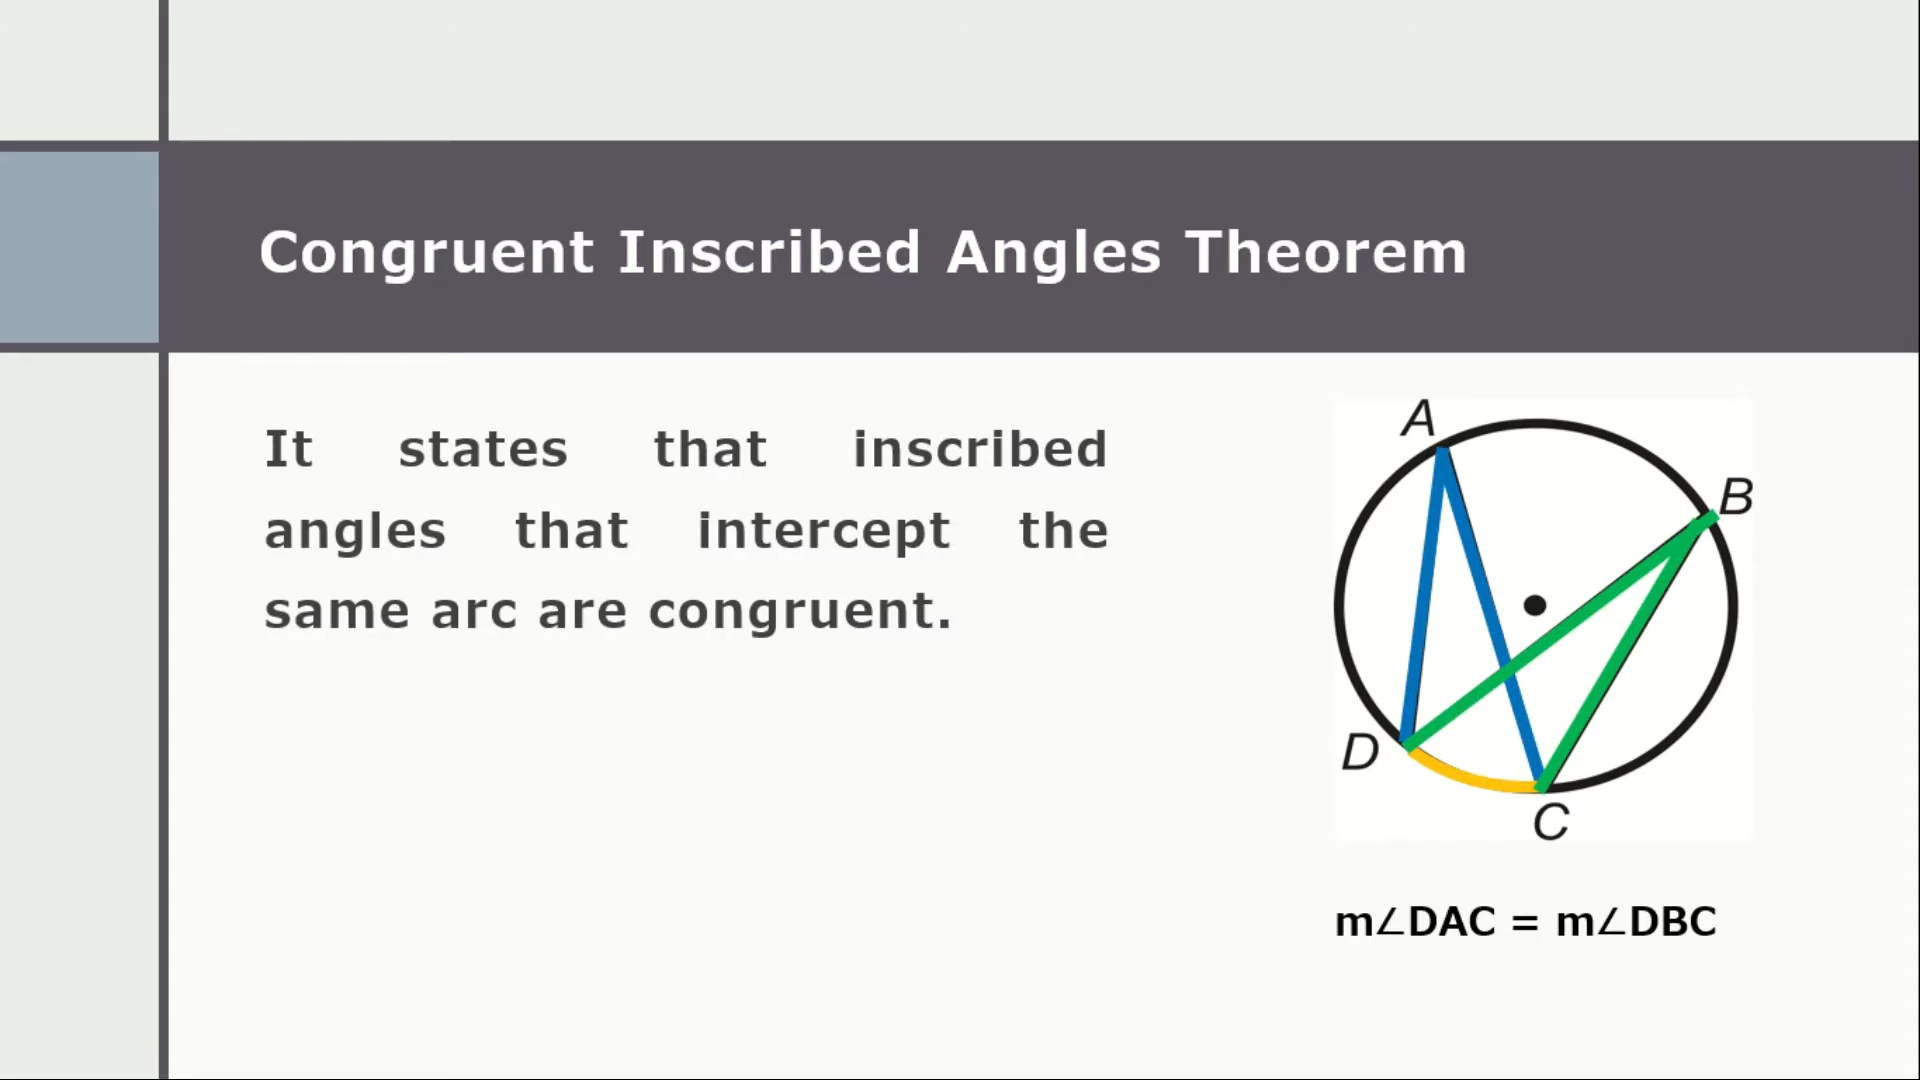 Congruent Inscribed Angles Theorem
It states that inscribed
angles that intercept the
same arc are congruent.
A
B
D
C
m∠DAC = m∠DBC